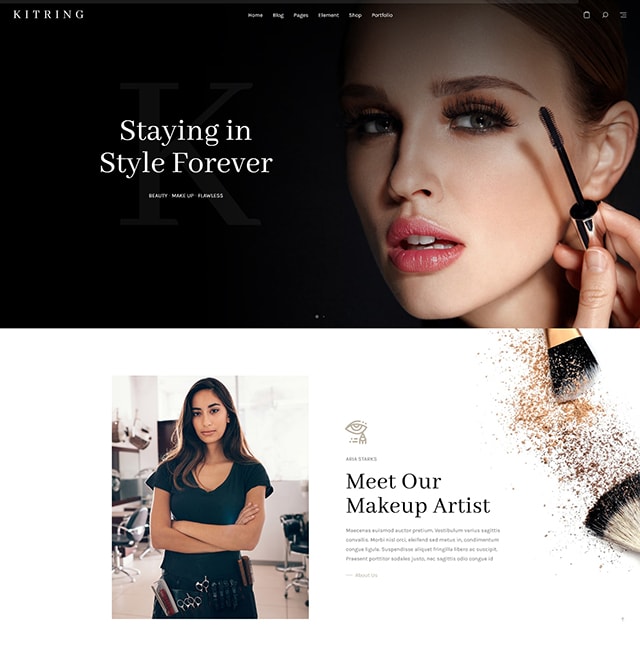 KITRING
Home Blog Pages Element Shop Portfolio
K
Staying in
Style Forever
BEAUTY MAKE UP FLAWLESS
ARIA STARKS
Meet Our
Makeup Artist
Maecenas euismod auctor pretium. Vestibulum varius sagittis
convallis. Morbi nisl orci, eleifend sed metus in, condimentum
congue ligula. Suspendisse aliquet fringilla libero ac suscipit.
Praesent porttitor sodales justo, nec sagittis odio congue id
About Us